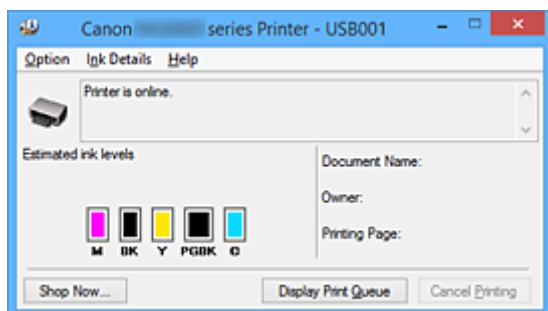 Canon series Printer - USB001
Option Ink Details Help
Printer is online.
Estimated ink levels
Document Name:
Owner:
Printing Page:
M BK Y PGBK C
Shop Now... Display Print Queue Cancel Printing